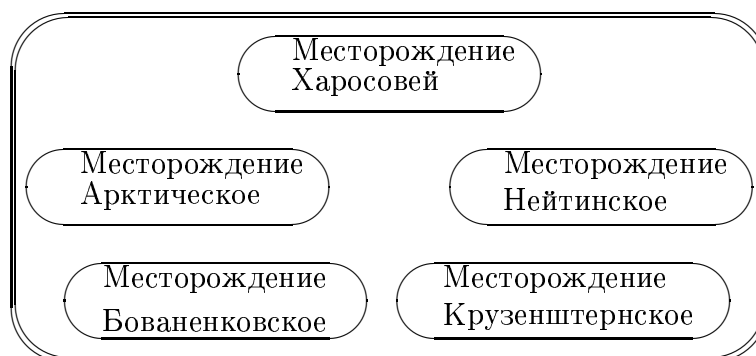 Месторождение
Харосовей
Месторождение
Арктическое
Месторождение
Нейтинское
Месторождение
Бованенковское
Месторождение
Крузенштернское